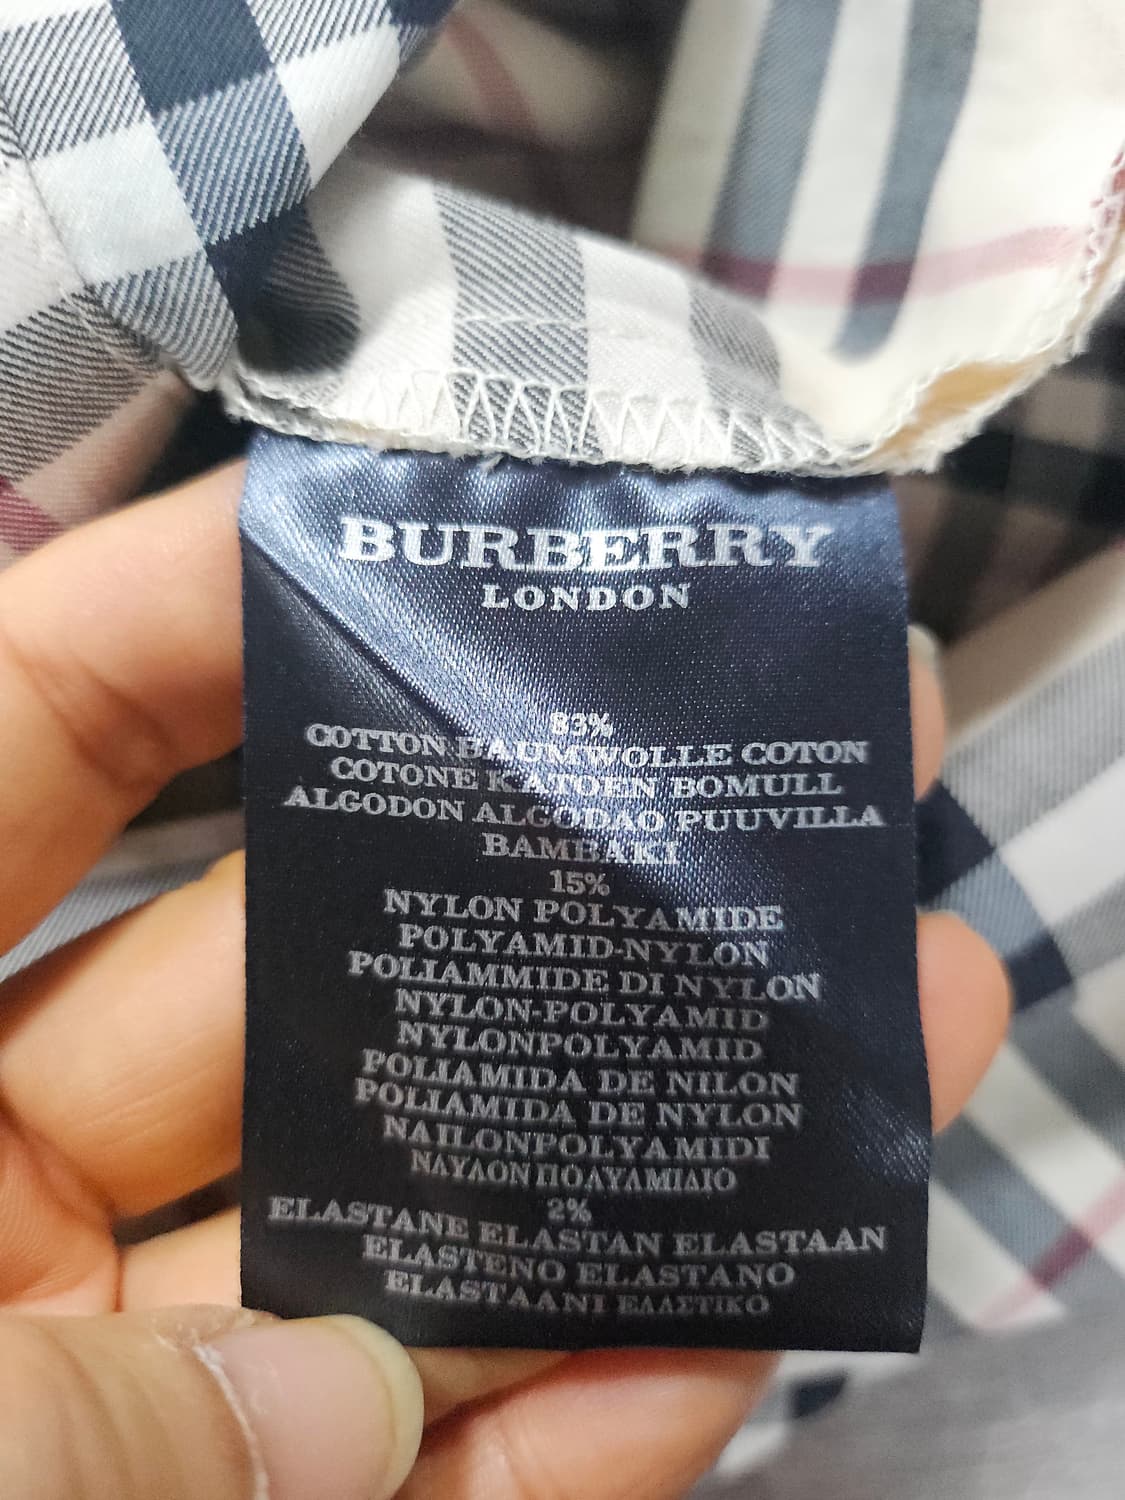 BURBERRY
LONDON
83%
COTTON BAUMWOLLE COTON
COTONE KATOEN BOMULL
ALGODON ALGODAO PUUVILLA
BAMBAKI
15%
NYLON POLYAMIDE
POLYAMID-NYLON
POLIAMMIDE DI NYLON
NYLON-POLYAMID
NYLONPOLYAMID
POLIAMIDA DE NILON
POLIAMIDA DE NYLON
NAILONPOLYAMIDI
ΝΑΥΛΟΝ ΠΟΛΥΑΜΙΔΙΟ
2%
ELASTANE ELASTAN ELASTAAN
ELASTENO ELASTANO
ELASTAANI ΕΛΑΣΤΙΚΟ